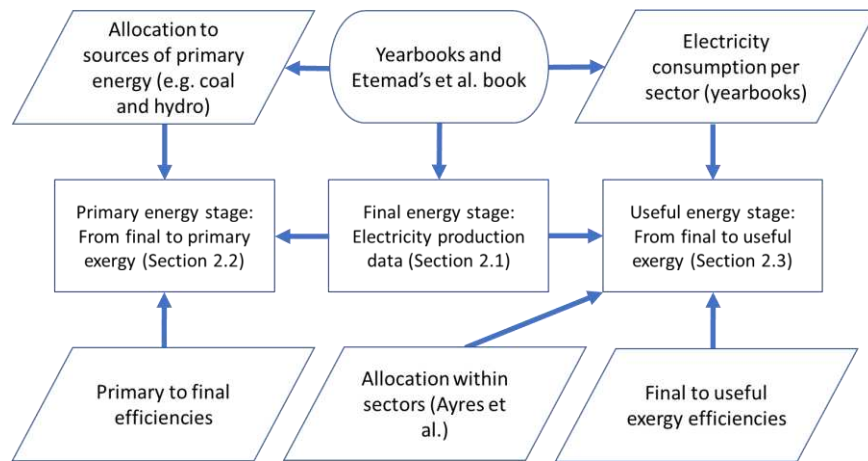 Allocation to
sources of primary
energy (e.g. coal
and hydro)
Yearbooks and
Etemad's et al. book
Electricity
consumption per
sector (yearbooks)
Primary energy stage:
From final to primary
exergy (Section 2.2)
Final energy stage:
Electricity production
data (Section 2.1)
Useful energy stage:
From final to useful
exergy (Section 2.3)
Primary to final
efficiencies
Allocation within
sectors (Ayres et
al.)
Final to useful
exergy efficiencies